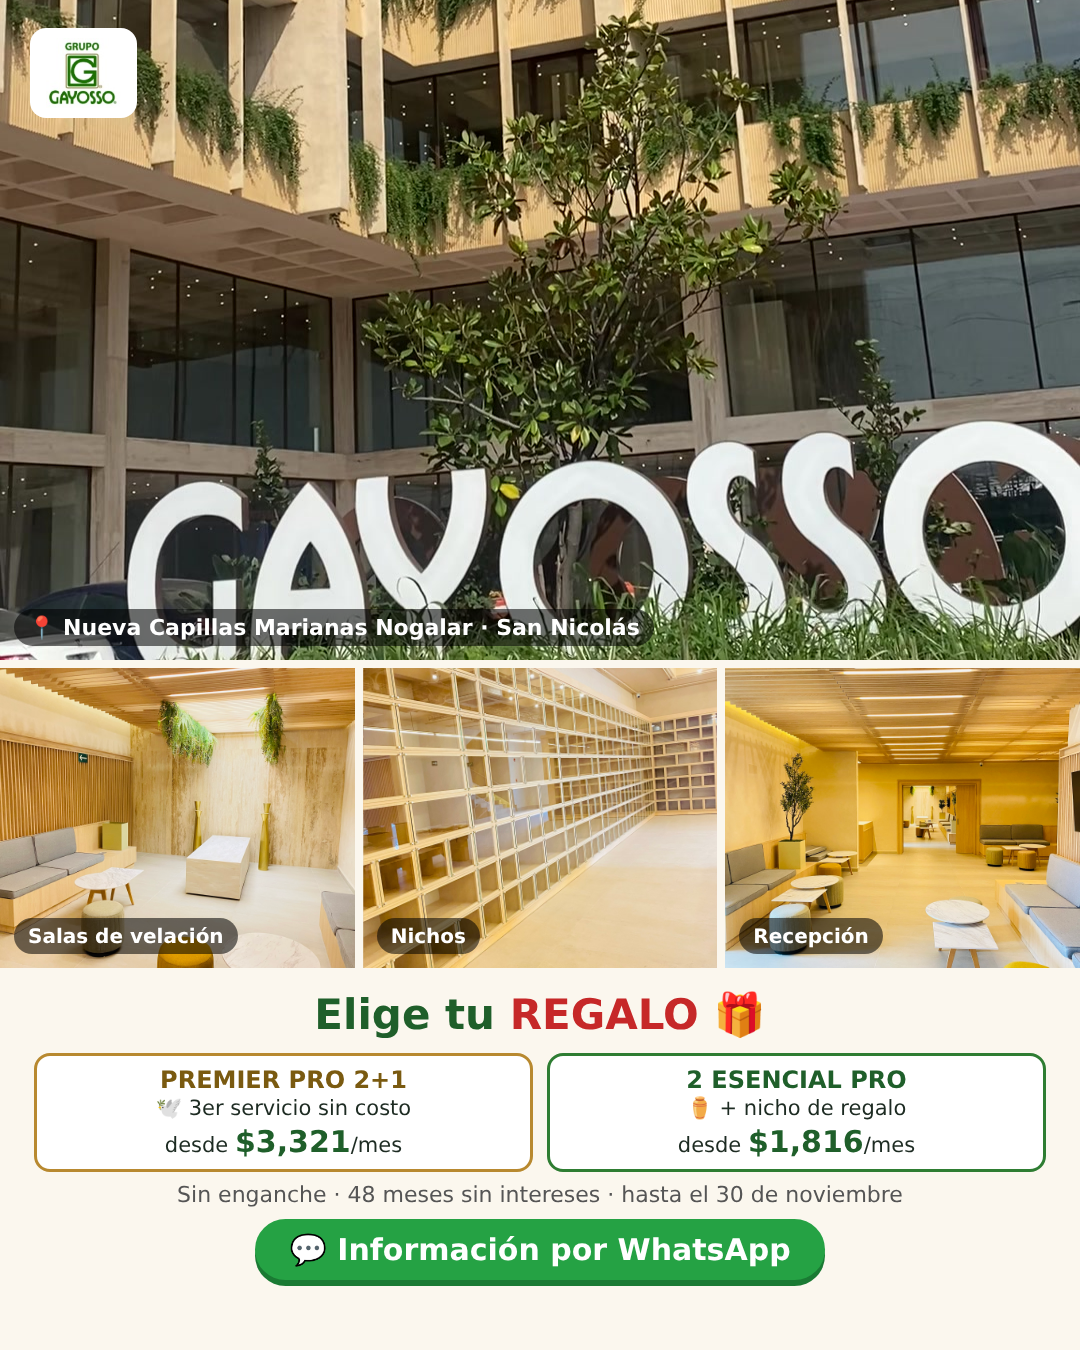 GRUPO
G
GAYOSSO
GAYOSSO
📍 Nueva Capillas Marianas Nogalar · San Nicolás
Salas de velación
Nichos
Recepción
Elige tu REGALO 🎁
PREMIER PRO 2+1
🕊️ 3er servicio sin costo
desde $3,321/mes
2 ESENCIAL PRO
⚱️ + nicho de regalo
desde $1,816/mes
Sin enganche · 48 meses sin intereses · hasta el 30 de noviembre
💬 Información por WhatsApp